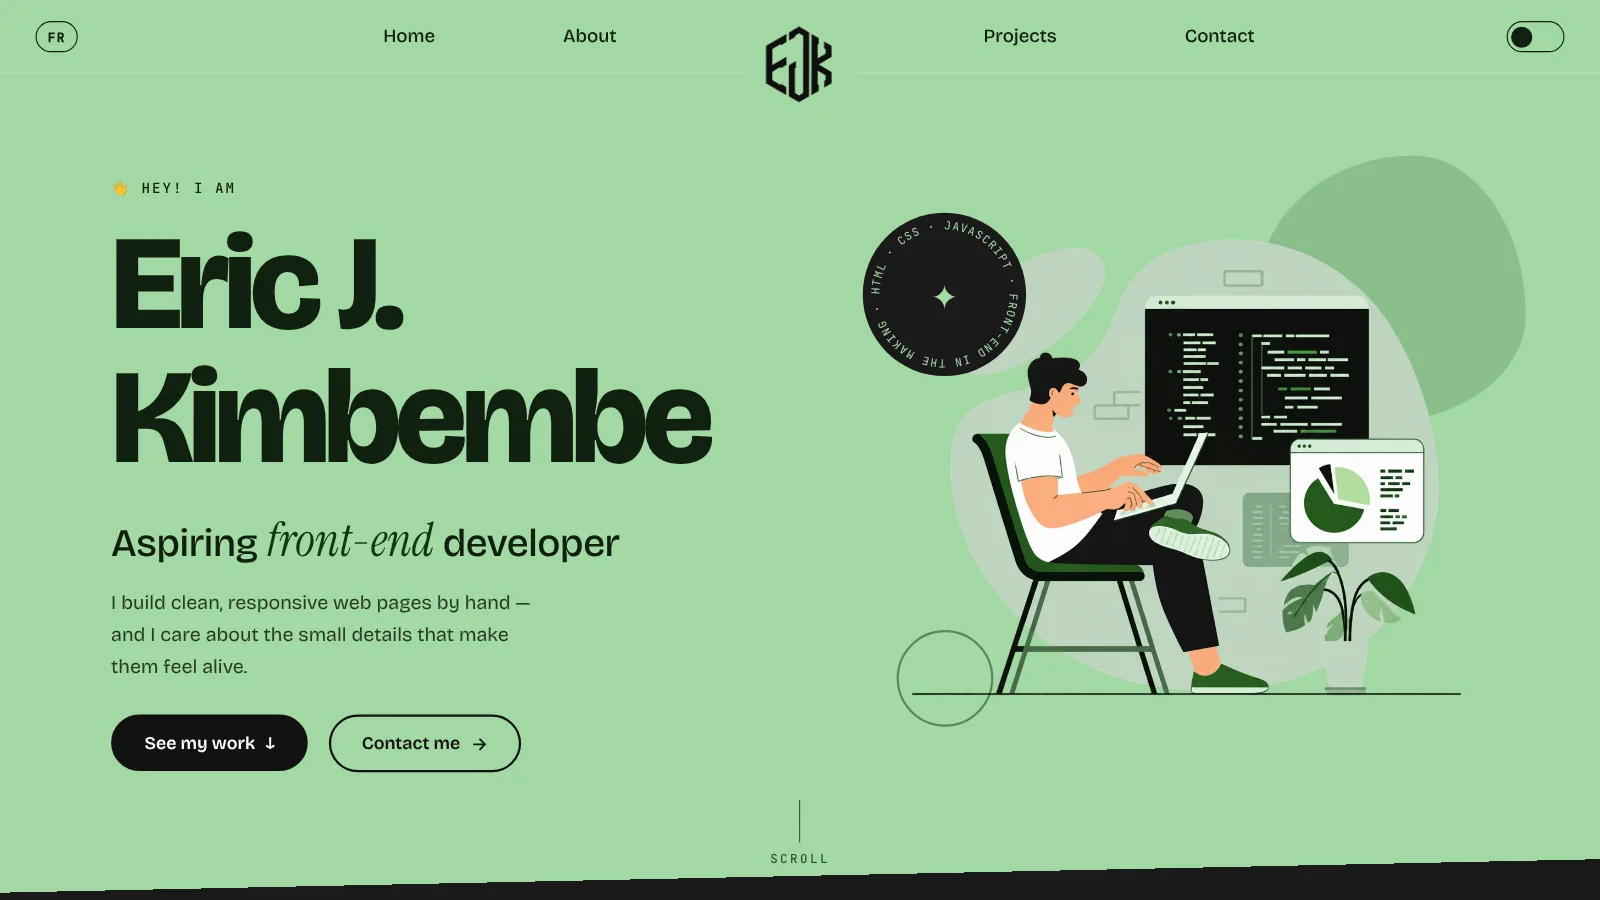 FR
Home
About
EJK
Projects
Contact
👋 HEY! I AM
Eric J.
Kimbembe
Aspiring front-end developer
I build clean, responsive web pages by hand —
and I care about the small details that make
them feel alive.
See my work ↓
Contact me →
HTML · CSS · JAVASCRIPT · FRONT-END IN THE MAKING ·
SCROLL